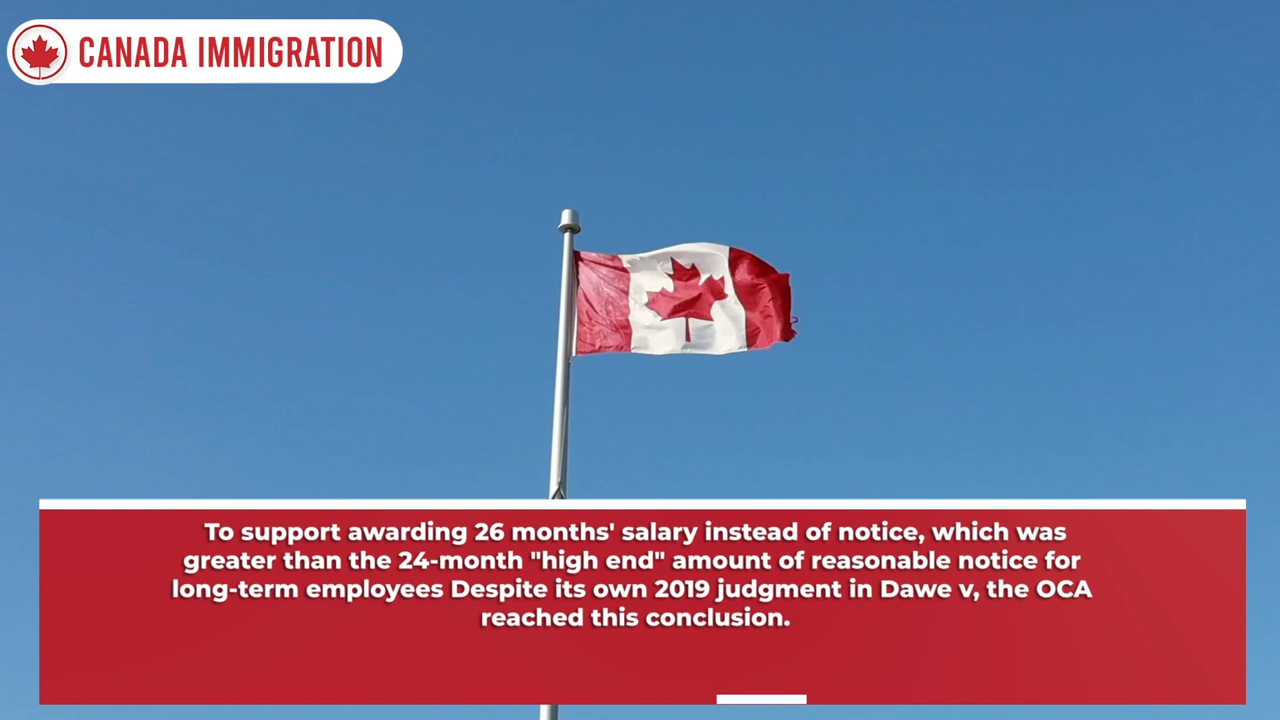 CANADA IMMIGRATION
To support awarding 26 months' salary instead of notice, which was
greater than the 24-month "high end" amount of reasonable notice for
long-term employees Despite its own 2019 judgment in Dawe v, the OCA
reached this conclusion.